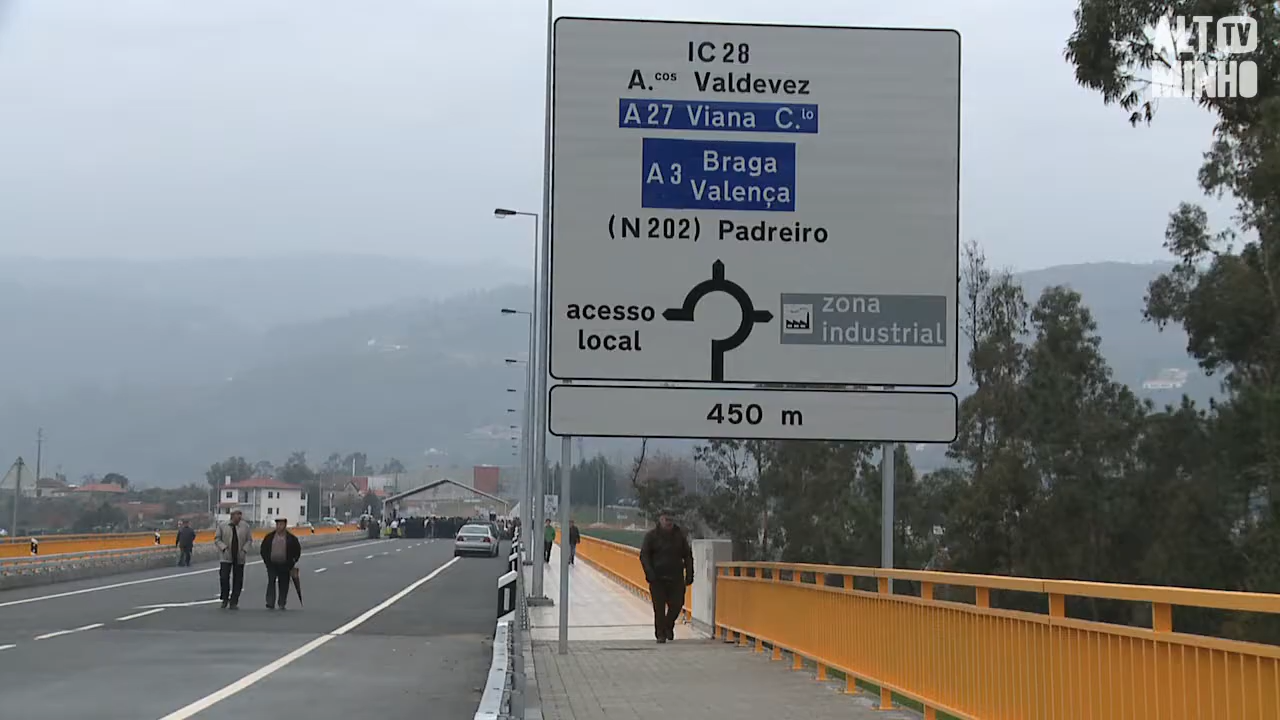 ALTO TV
MINHO
IC 28
A.cos Valdevez
A 27 Viana C.lo
A 3 Braga
Valença
(N 202) Padreiro
acesso
local
zona
industrial
450 m